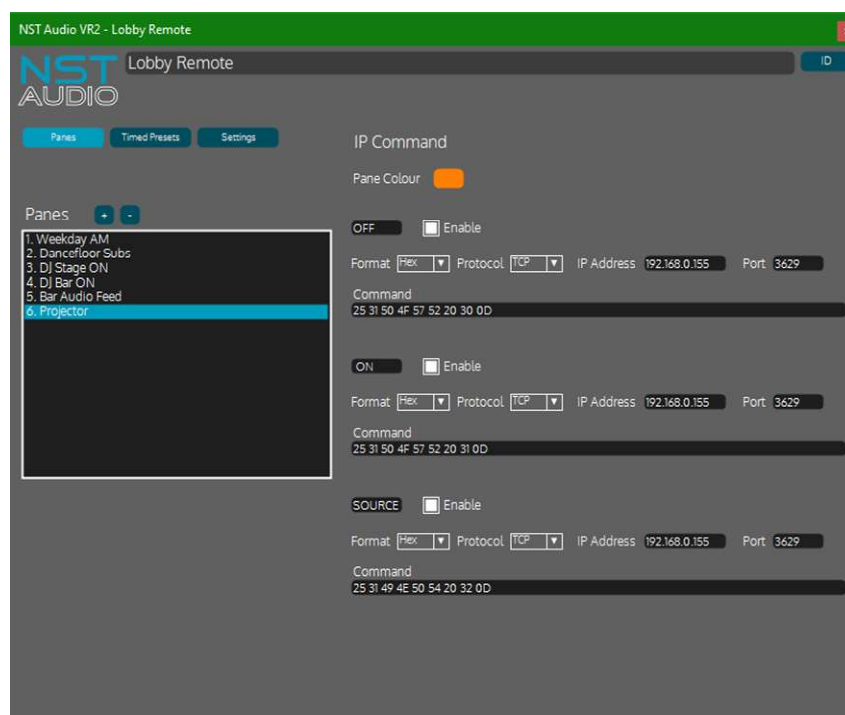 NST Audio VR2 - Lobby Remote
NST AUDIO
Lobby Remote
ID
Panes Timed Presets Settings
Panes + -
1. Weekday AM
2. Dancefloor Subs
3. DJ Stage ON
4. DJ Bar ON
5. Bar Audio Feed
6. Projector
IP Command
Pane Colour
OFF Enable
Format Hex Protocol TCP IP Address 192.168.0.155 Port 3629
Command
25 31 50 4F 57 52 20 30 0D
ON Enable
Format Hex Protocol TCP IP Address 192.168.0.155 Port 3629
Command
25 31 50 4F 57 52 20 31 0D
SOURCE Enable
Format Hex Protocol TCP IP Address 192.168.0.155 Port 3629
Command
25 31 49 4E 50 54 20 32 0D